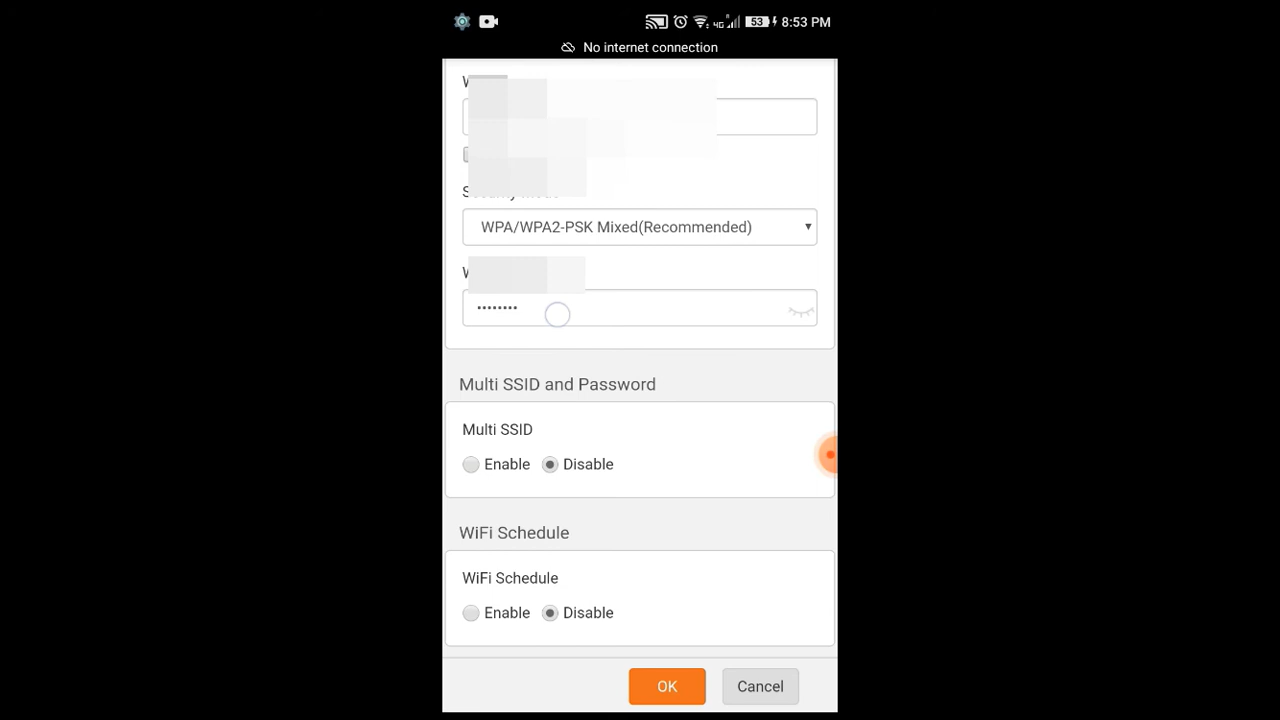 53 8:53 PM
No internet connection
WPA/WPA2-PSK Mixed(Recommended)
••••••••
Multi SSID and Password
Multi SSID
Enable Disable
WiFi Schedule
WiFi Schedule
Enable Disable
OK Cancel